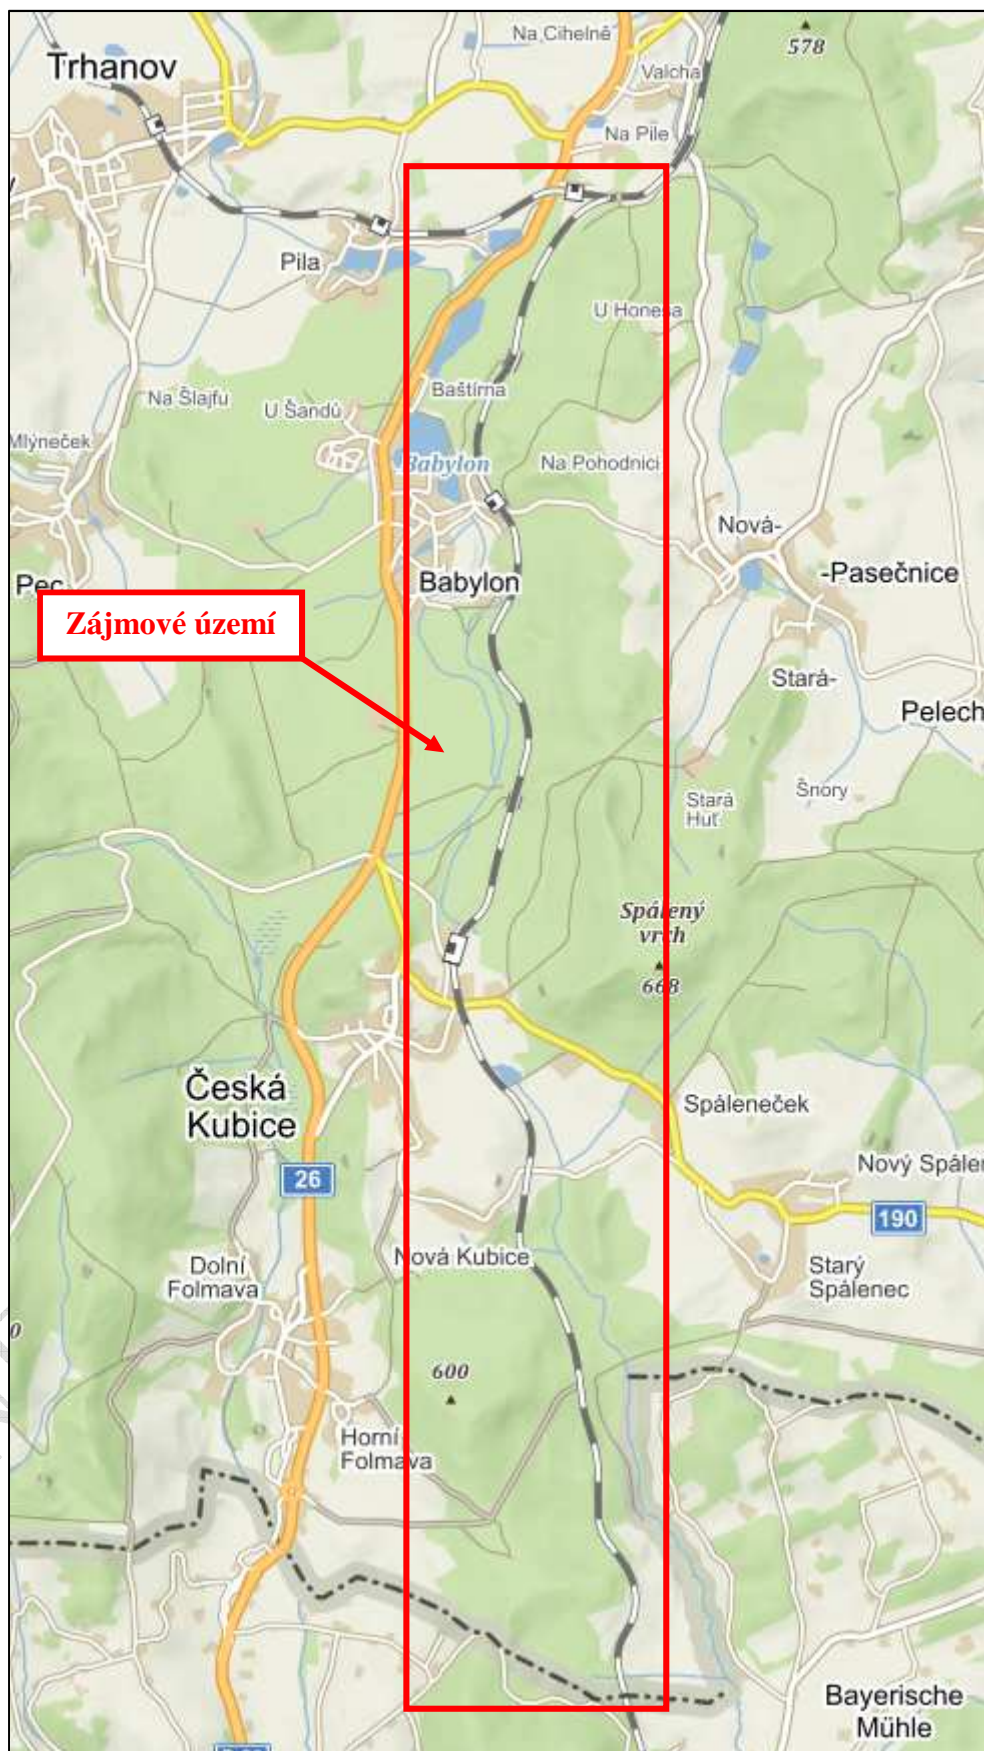 Na Cihelně
578
Trhanov
Valcha
Na Pile
Pila
U Honesa
Baštírna
Na Šlajfu
U Šandů
Mlýneček
Babylon
Na Pohodnici
Nová-
Pec
Babylon
-Pasečnice
Zájmové území
Stará-
Pelech
Šnory
Stará
Huť
Spálený
vrch
668
Česká
Kubice
Spáleneček
26
Nový Spálen
190
Nová Kubice
Dolní
Folmava
Starý
Spálenec
0
600
Horní
Folmava
Bayerische
Mühle